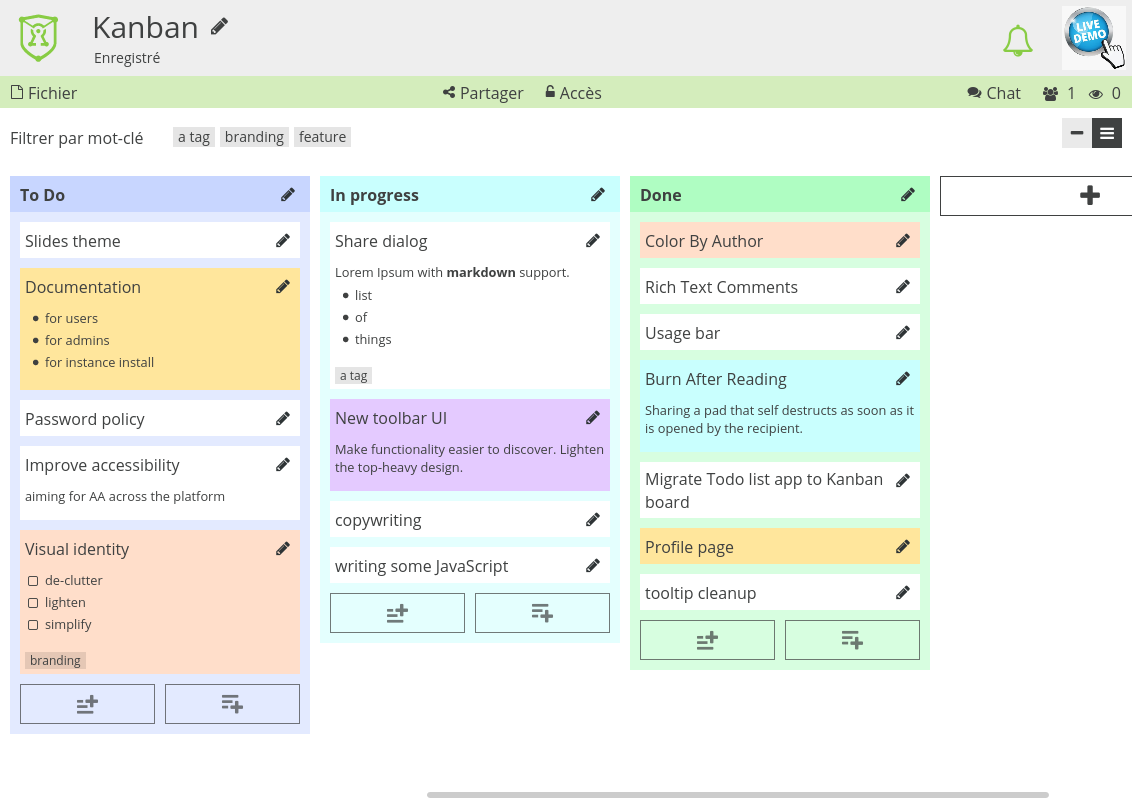 Kanban
Enregistré
LIVE
DEMO
Fichier
Partager
Accès
Chat
1
0
Filtrer par mot-clé
a tag
branding
feature
To Do
Slides theme
Documentation
for users
for admins
for instance install
Password policy
Improve accessibility
aiming for AA across the platform
Visual identity
de-clutter
lighten
simplify
branding
In progress
Share dialog
Lorem Ipsum with markdown support.
list
of
things
a tag
New toolbar UI
Make functionality easier to discover. Lighten
the top-heavy design.
copywriting
writing some JavaScript
Done
Color By Author
Rich Text Comments
Usage bar
Burn After Reading
Sharing a pad that self destructs as soon as it
is opened by the recipient.
Migrate Todo list app to Kanban
board
Profile page
tooltip cleanup